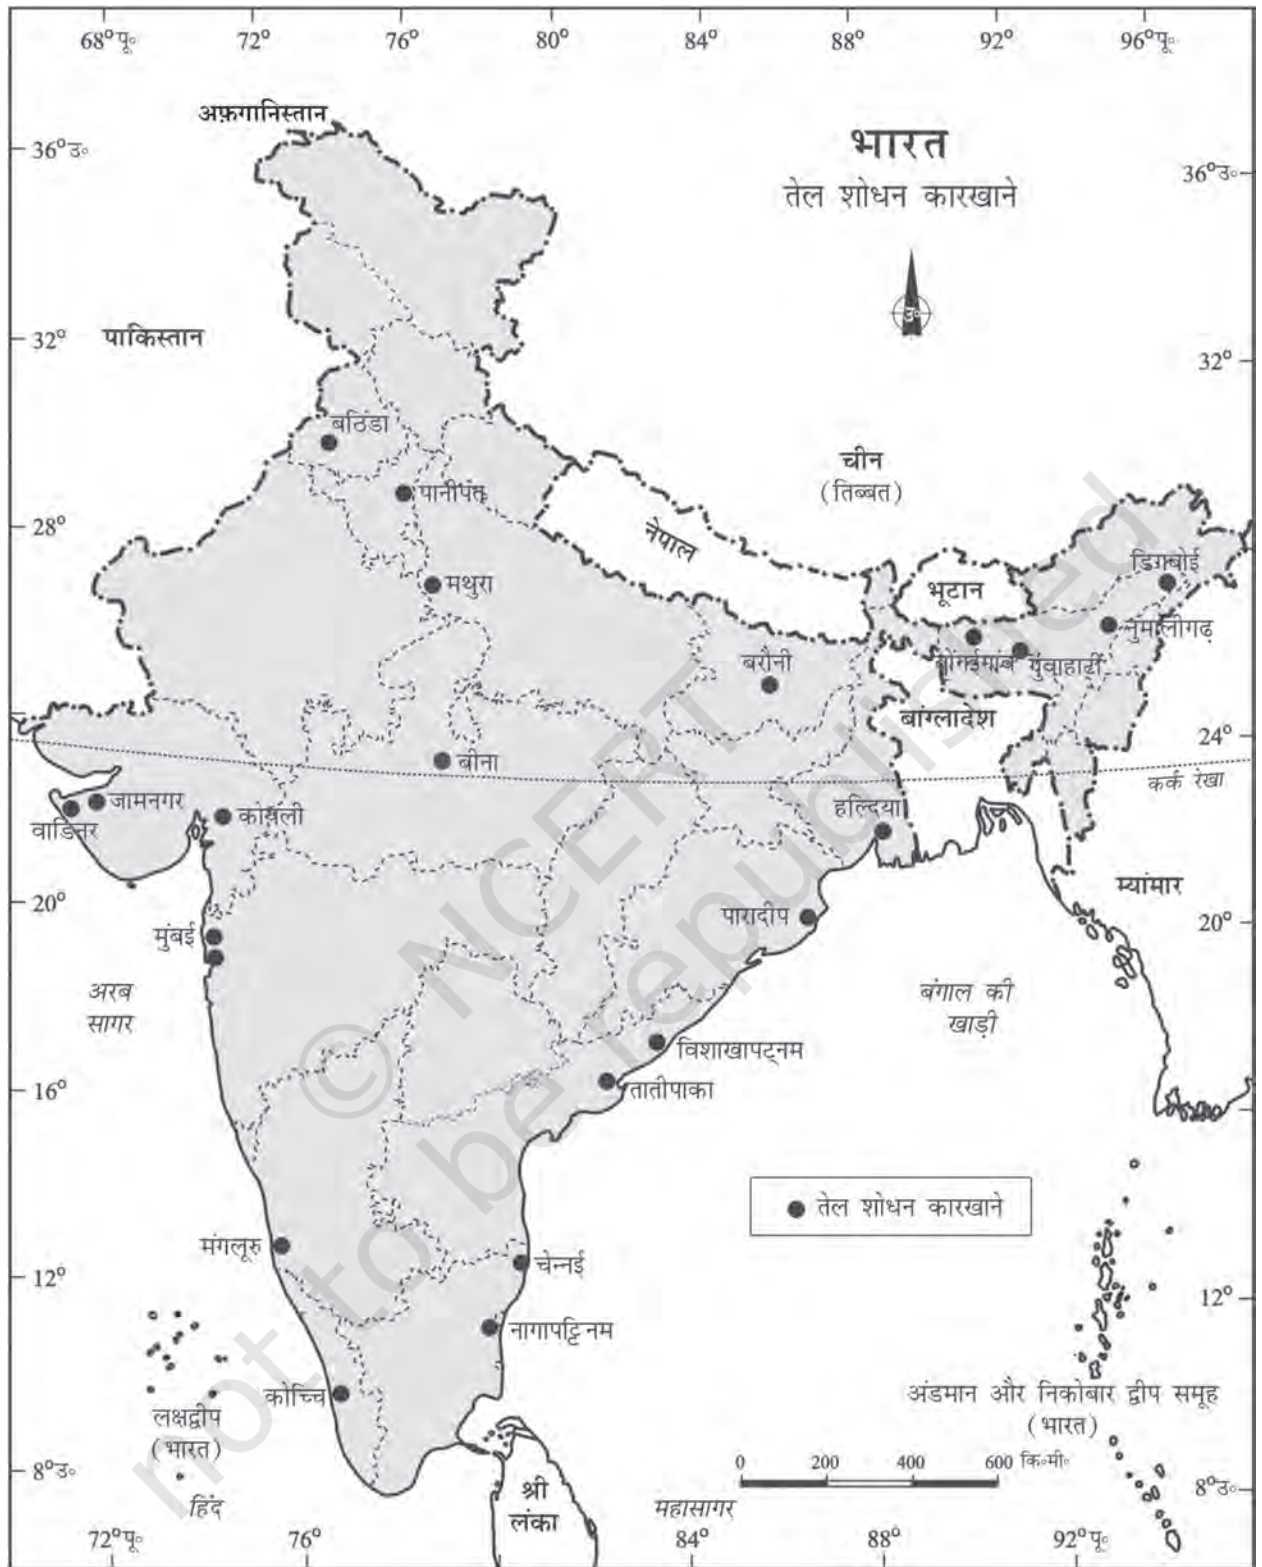 68°पू॰ 72° 76° 80° 84° 88° 92° 96°पू॰
अफ़गानिस्तान
भारत
36°उ॰ 36°उ॰
तेल शोधन कारखाने
उ॰
पाकिस्तान
32° 32°
बठिंडा
चीन
पानीपत
(तिब्बत)
28°
नेपाल
डिगबोई
मथुरा
भूटान
नुमालीगढ़
बरौनी
बोंगईगांव गुवाहाटी
बांग्लादेश
24°
बीना
कर्क रेखा
जामनगर
कोयली
हल्दिया
वाडिनर
म्यांमार
20° 20°
पारादीप
मुंबई
अरब
सागर
बंगाल की
खाड़ी
विशाखापट्नम
तातीपाका
16°
तेल शोधन कारखाने
मंगलूरु
चेन्नई
12° 12°
नागापट्टिनम
कोच्चि
अंडमान और निकोबार द्वीप समूह
(भारत)
लक्षद्वीप
(भारत)
0 200 400 600 कि॰मी॰
8°उ॰ 8°उ॰
श्री
लंका
हिंद
महासागर
72°पू॰ 76° 84° 88° 92°पू॰
© NCERT
not to be republished